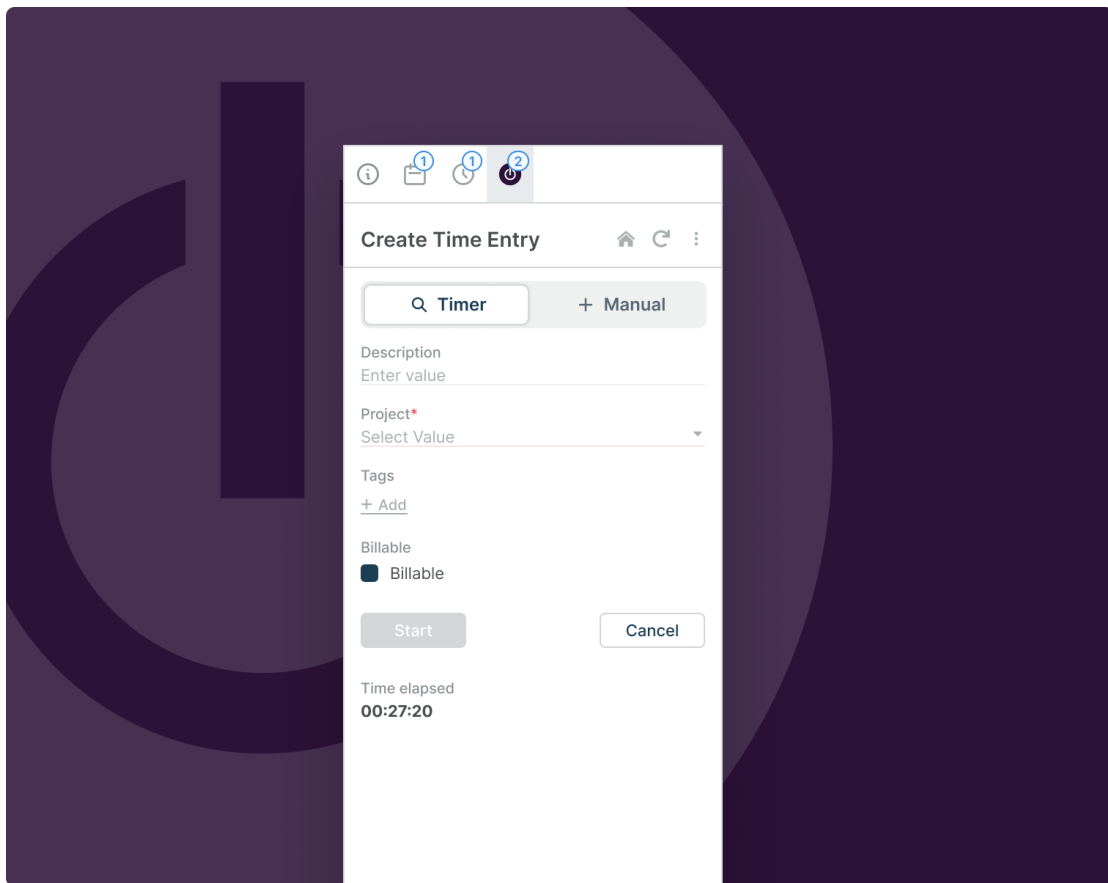 1
1
2
Create Time Entry
Timer
+ Manual
Description
Enter value
Project*
Select Value
Tags
+ Add
Billable
Billable
Start
Cancel
Time elapsed
00:27:20